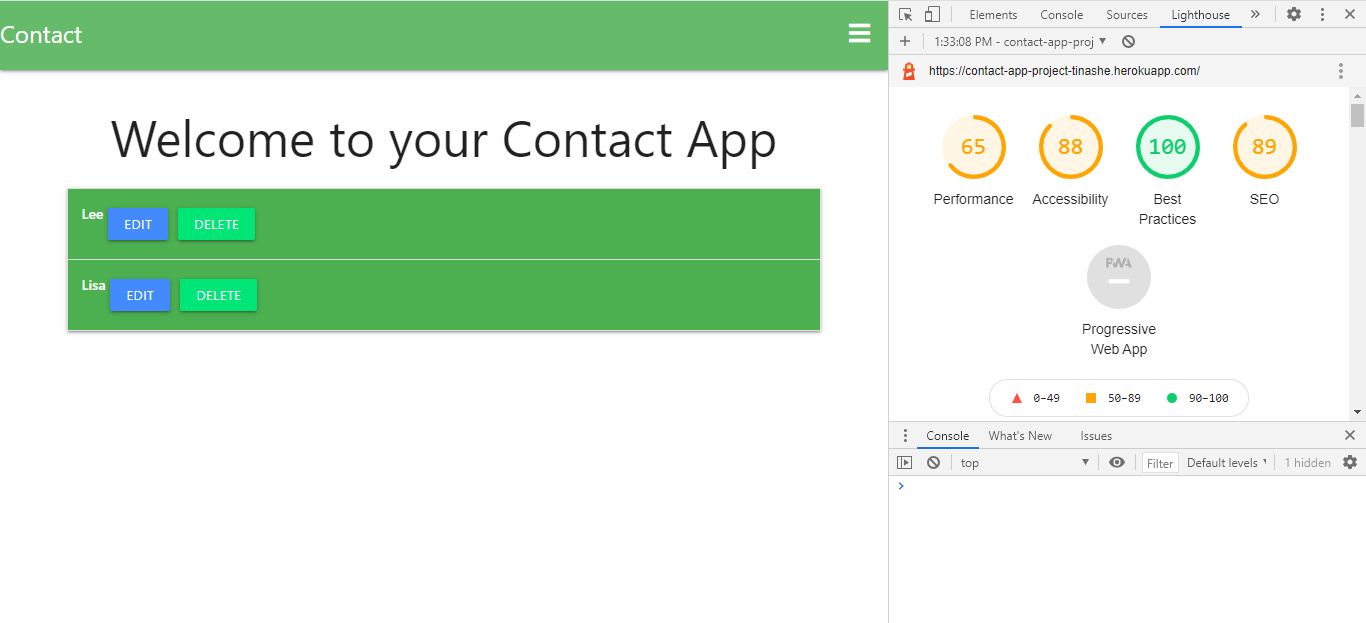 Contact
Welcome to your Contact App
Lee EDIT DELETE
Lisa EDIT DELETE
Elements Console Sources Lighthouse »
+ 1:33:08 PM - contact-app-proj
https://contact-app-project-tinashe.herokuapp.com/
65 88 100 89
Performance Accessibility Best Practices SEO
PWA
Progressive
Web App
0–49 50–89 90–100
Console What's New Issues
top Filter Default levels 1 hidden